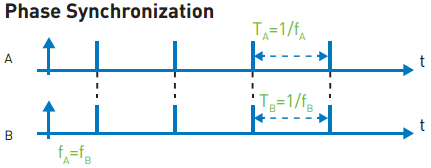 Phase Synchronization
T_A=1/f_A
A
t
T_B=1/f_B
B
t
f_A=f_B